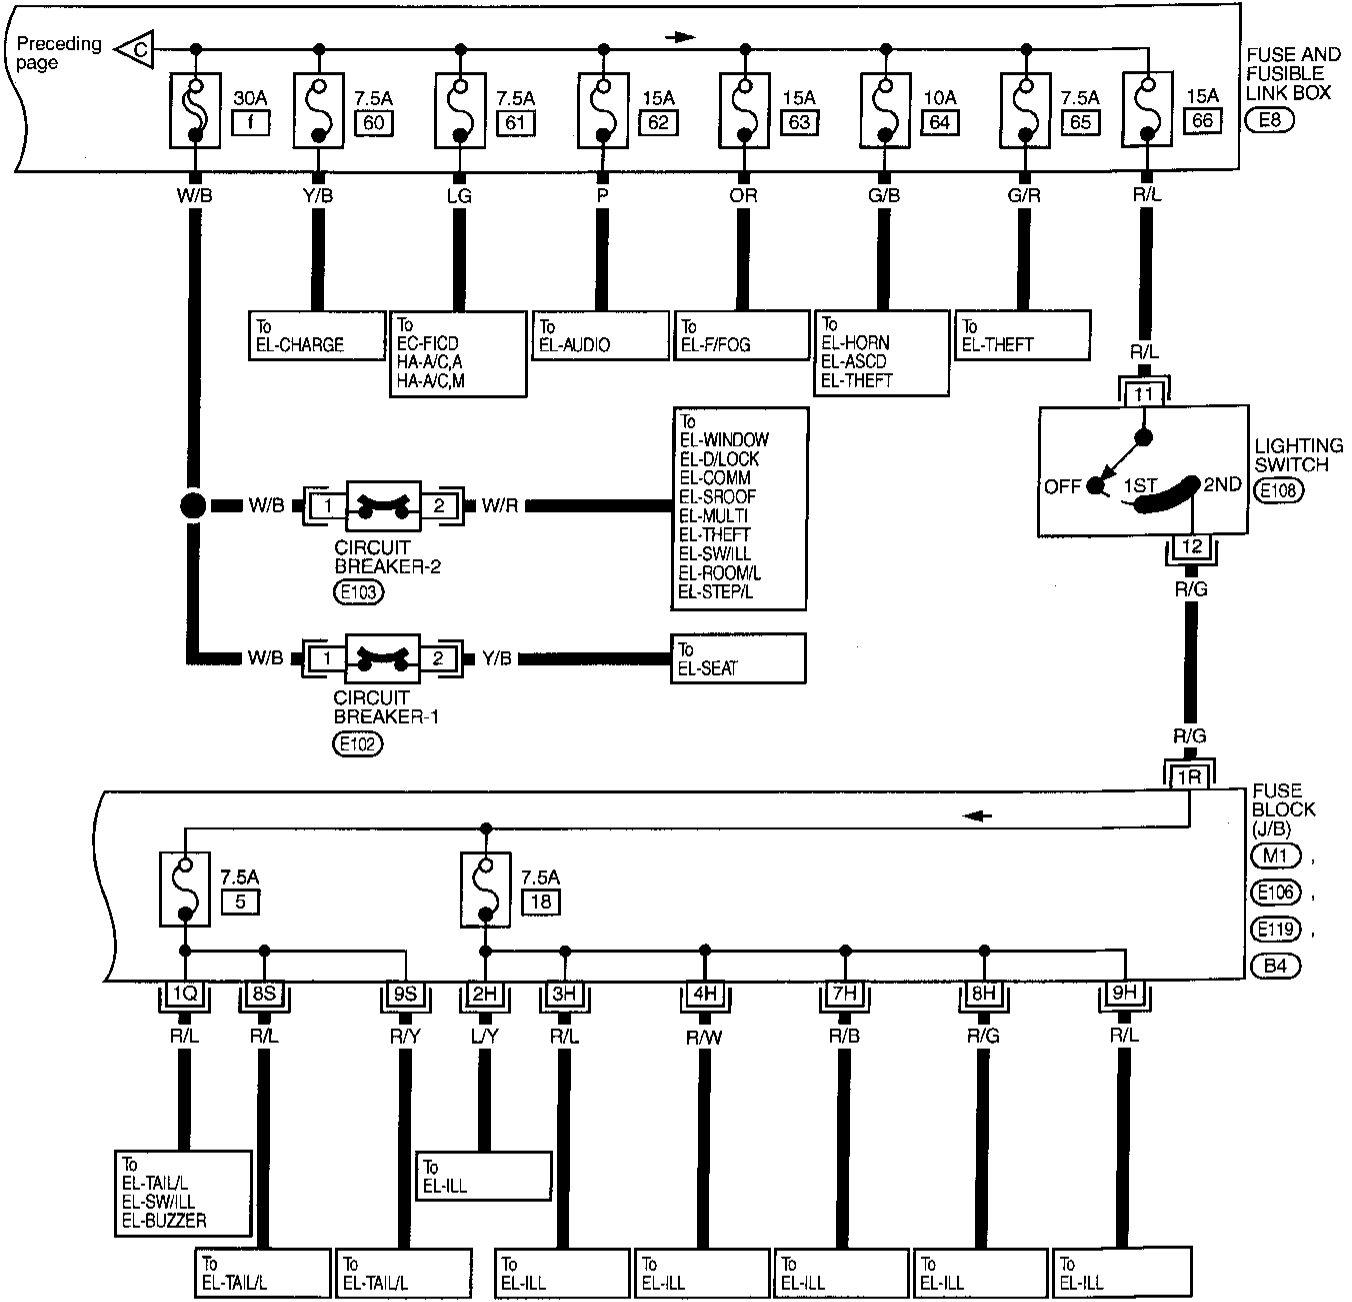 Preceding
page
C
30A
f
7.5A
60
7.5A
61
15A
62
15A
63
10A
64
7.5A
65
15A
66
FUSE AND
FUSIBLE
LINK BOX
E8
W/B
Y/B
LG
P
OR
G/B
G/R
R/L
To
EL-CHARGE
To
EC-FICD
HA-A/C,A
HA-A/C,M
To
EL-AUDIO
To
EL-F/FOG
To
EL-HORN
EL-ASCD
EL-THEFT
To
EL-THEFT
R/L
11
OFF
1ST
2ND
LIGHTING
SWITCH
E108
12
R/G
W/B
1
2
W/R
CIRCUIT
BREAKER-2
E103
To
EL-WINDOW
EL-D/LOCK
EL-COMM
EL-SROOF
EL-MULTI
EL-THEFT
EL-SW/ILL
EL-ROOM/L
EL-STEP/L
W/B
1
2
Y/B
CIRCUIT
BREAKER-1
E102
To
EL-SEAT
R/G
1R
FUSE
BLOCK
(J/B)
M1 ,
E106 ,
E119 ,
B4
7.5A
5
7.5A
18
1Q
8S
9S
2H
3H
4H
7H
8H
9H
R/L
R/L
R/Y
L/Y
R/L
R/W
R/B
R/G
R/L
To
EL-TAIL/L
EL-SW/ILL
EL-BUZZER
To
EL-ILL
To
EL-TAIL/L
To
EL-TAIL/L
To
EL-ILL
To
EL-ILL
To
EL-ILL
To
EL-ILL
To
EL-ILL